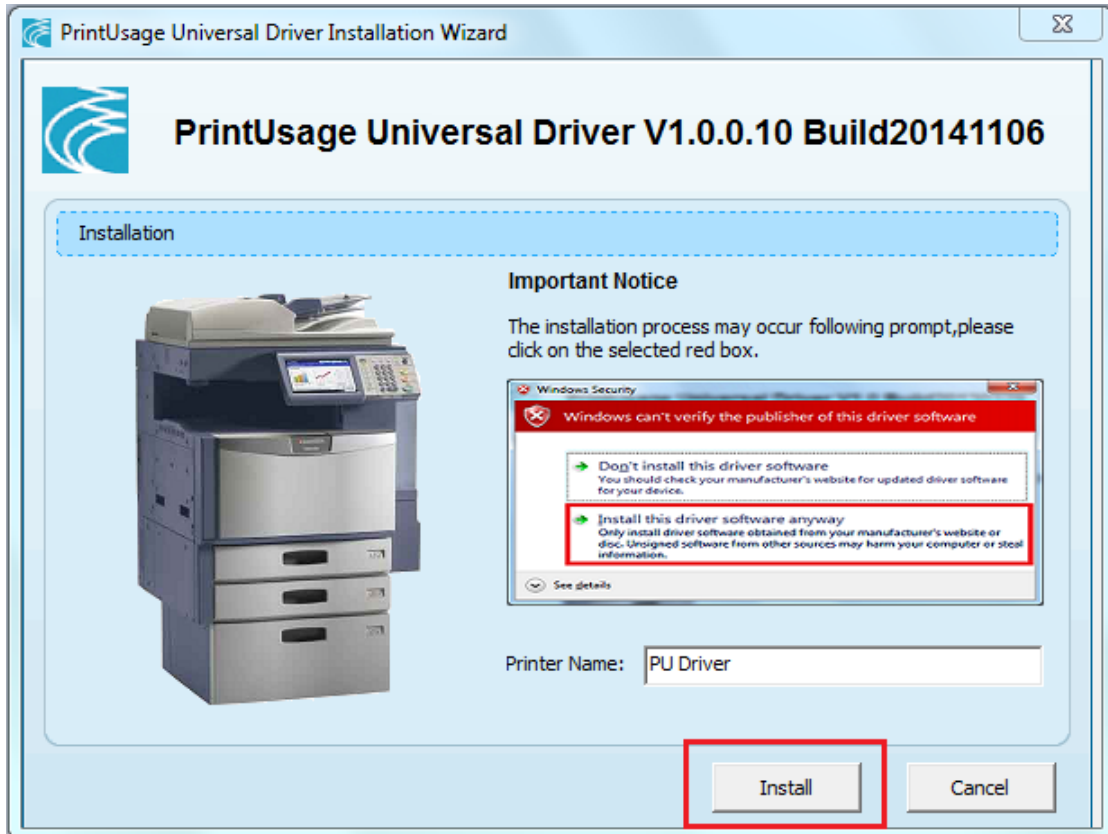 PrintUsage Universal Driver Installation Wizard
PrintUsage Universal Driver V1.0.0.10 Build20141106
Installation
Important Notice
The installation process may occur following prompt,please
click on the selected red box.
Windows Security
Windows can't verify the publisher of this driver software
Don't install this driver software
You should check your manufacturer's website for updated driver software
for your device.
Install this driver software anyway
Only install driver software obtained from your manufacturer's website or
disc. Unsigned software from other sources may harm your computer or steal
information.
See details
Printer Name: PU Driver
Install Cancel